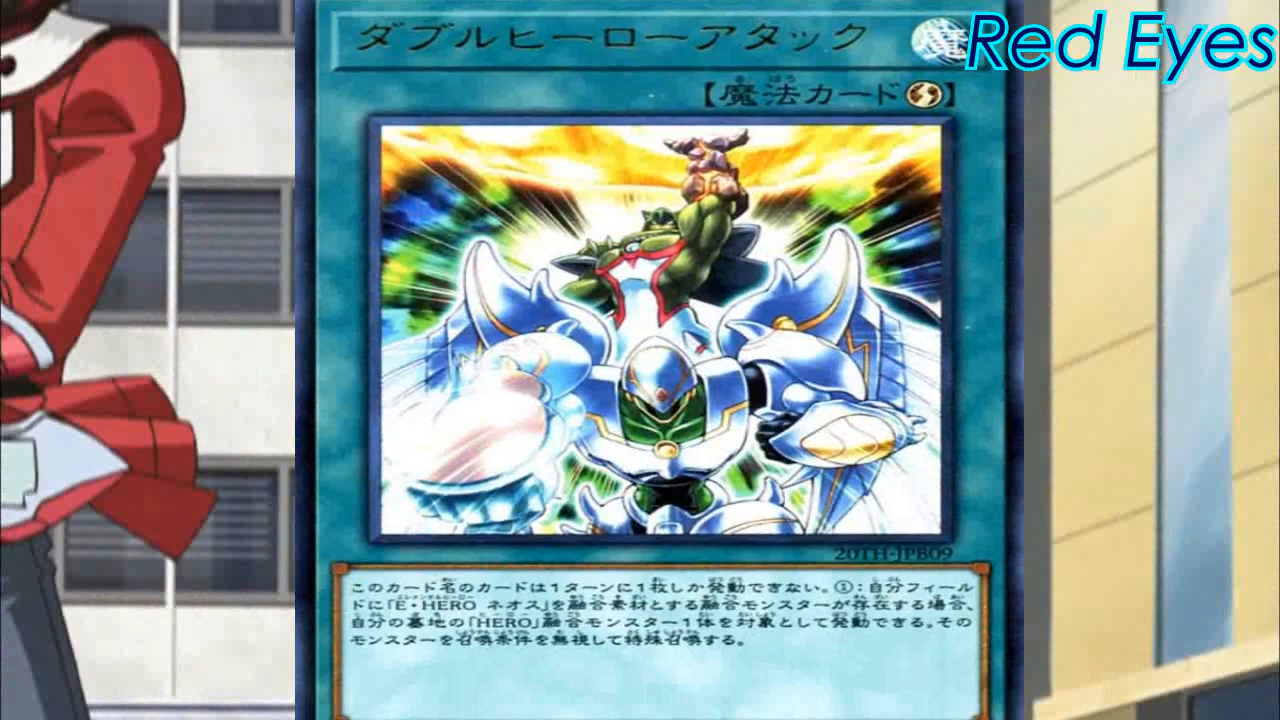 ダブルヒーローアタック
魔
Red Eyes
【魔法カード】
20TH-JPB09
このカード名のカードは1ターンに1枚しか発動できない。①:自分フィール
ドに「E・HERO ネオス」を融合素材とする融合モンスターが存在する場合、
自分の墓地の「HERO」融合モンスター1体を対象として発動できる。その
モンスターを召喚条件を無視して特殊召喚する。